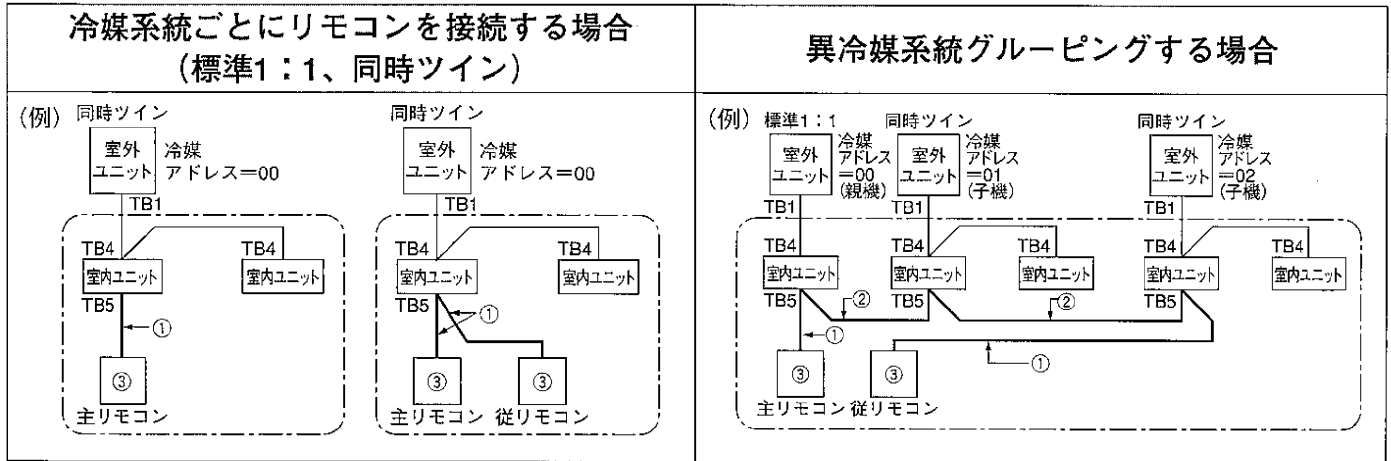 冷媒系統ごとにリモコンを接続する場合
(標準1:1、同時ツイン)
(例)
同時ツイン
室外
ユニット
冷媒
アドレス=00
TB1
TB4
室内ユニット
TB5
①
③
主リモコン
TB4
室内ユニット
同時ツイン
室外
ユニット
冷媒
アドレス=00
TB1
TB4
室内ユニット
TB5
①
③
主リモコン
③
従リモコン
TB4
室内ユニット
異冷媒系統グルーピングする場合
(例)
標準1:1
室外
ユニット
冷媒
アドレス
=00
(親機)
TB1
TB4
室内ユニット
TB5
①
③
主リモコン
同時ツイン
室外
ユニット
冷媒
アドレス
=01
(子機)
TB1
TB4
室内ユニット
TB5
②
③
従リモコン
TB4
室内ユニット
②
①
同時ツイン
室外
ユニット
冷媒
アドレス
=02
(子機)
TB1
TB4
室内ユニット
TB5
TB4
室内ユニット